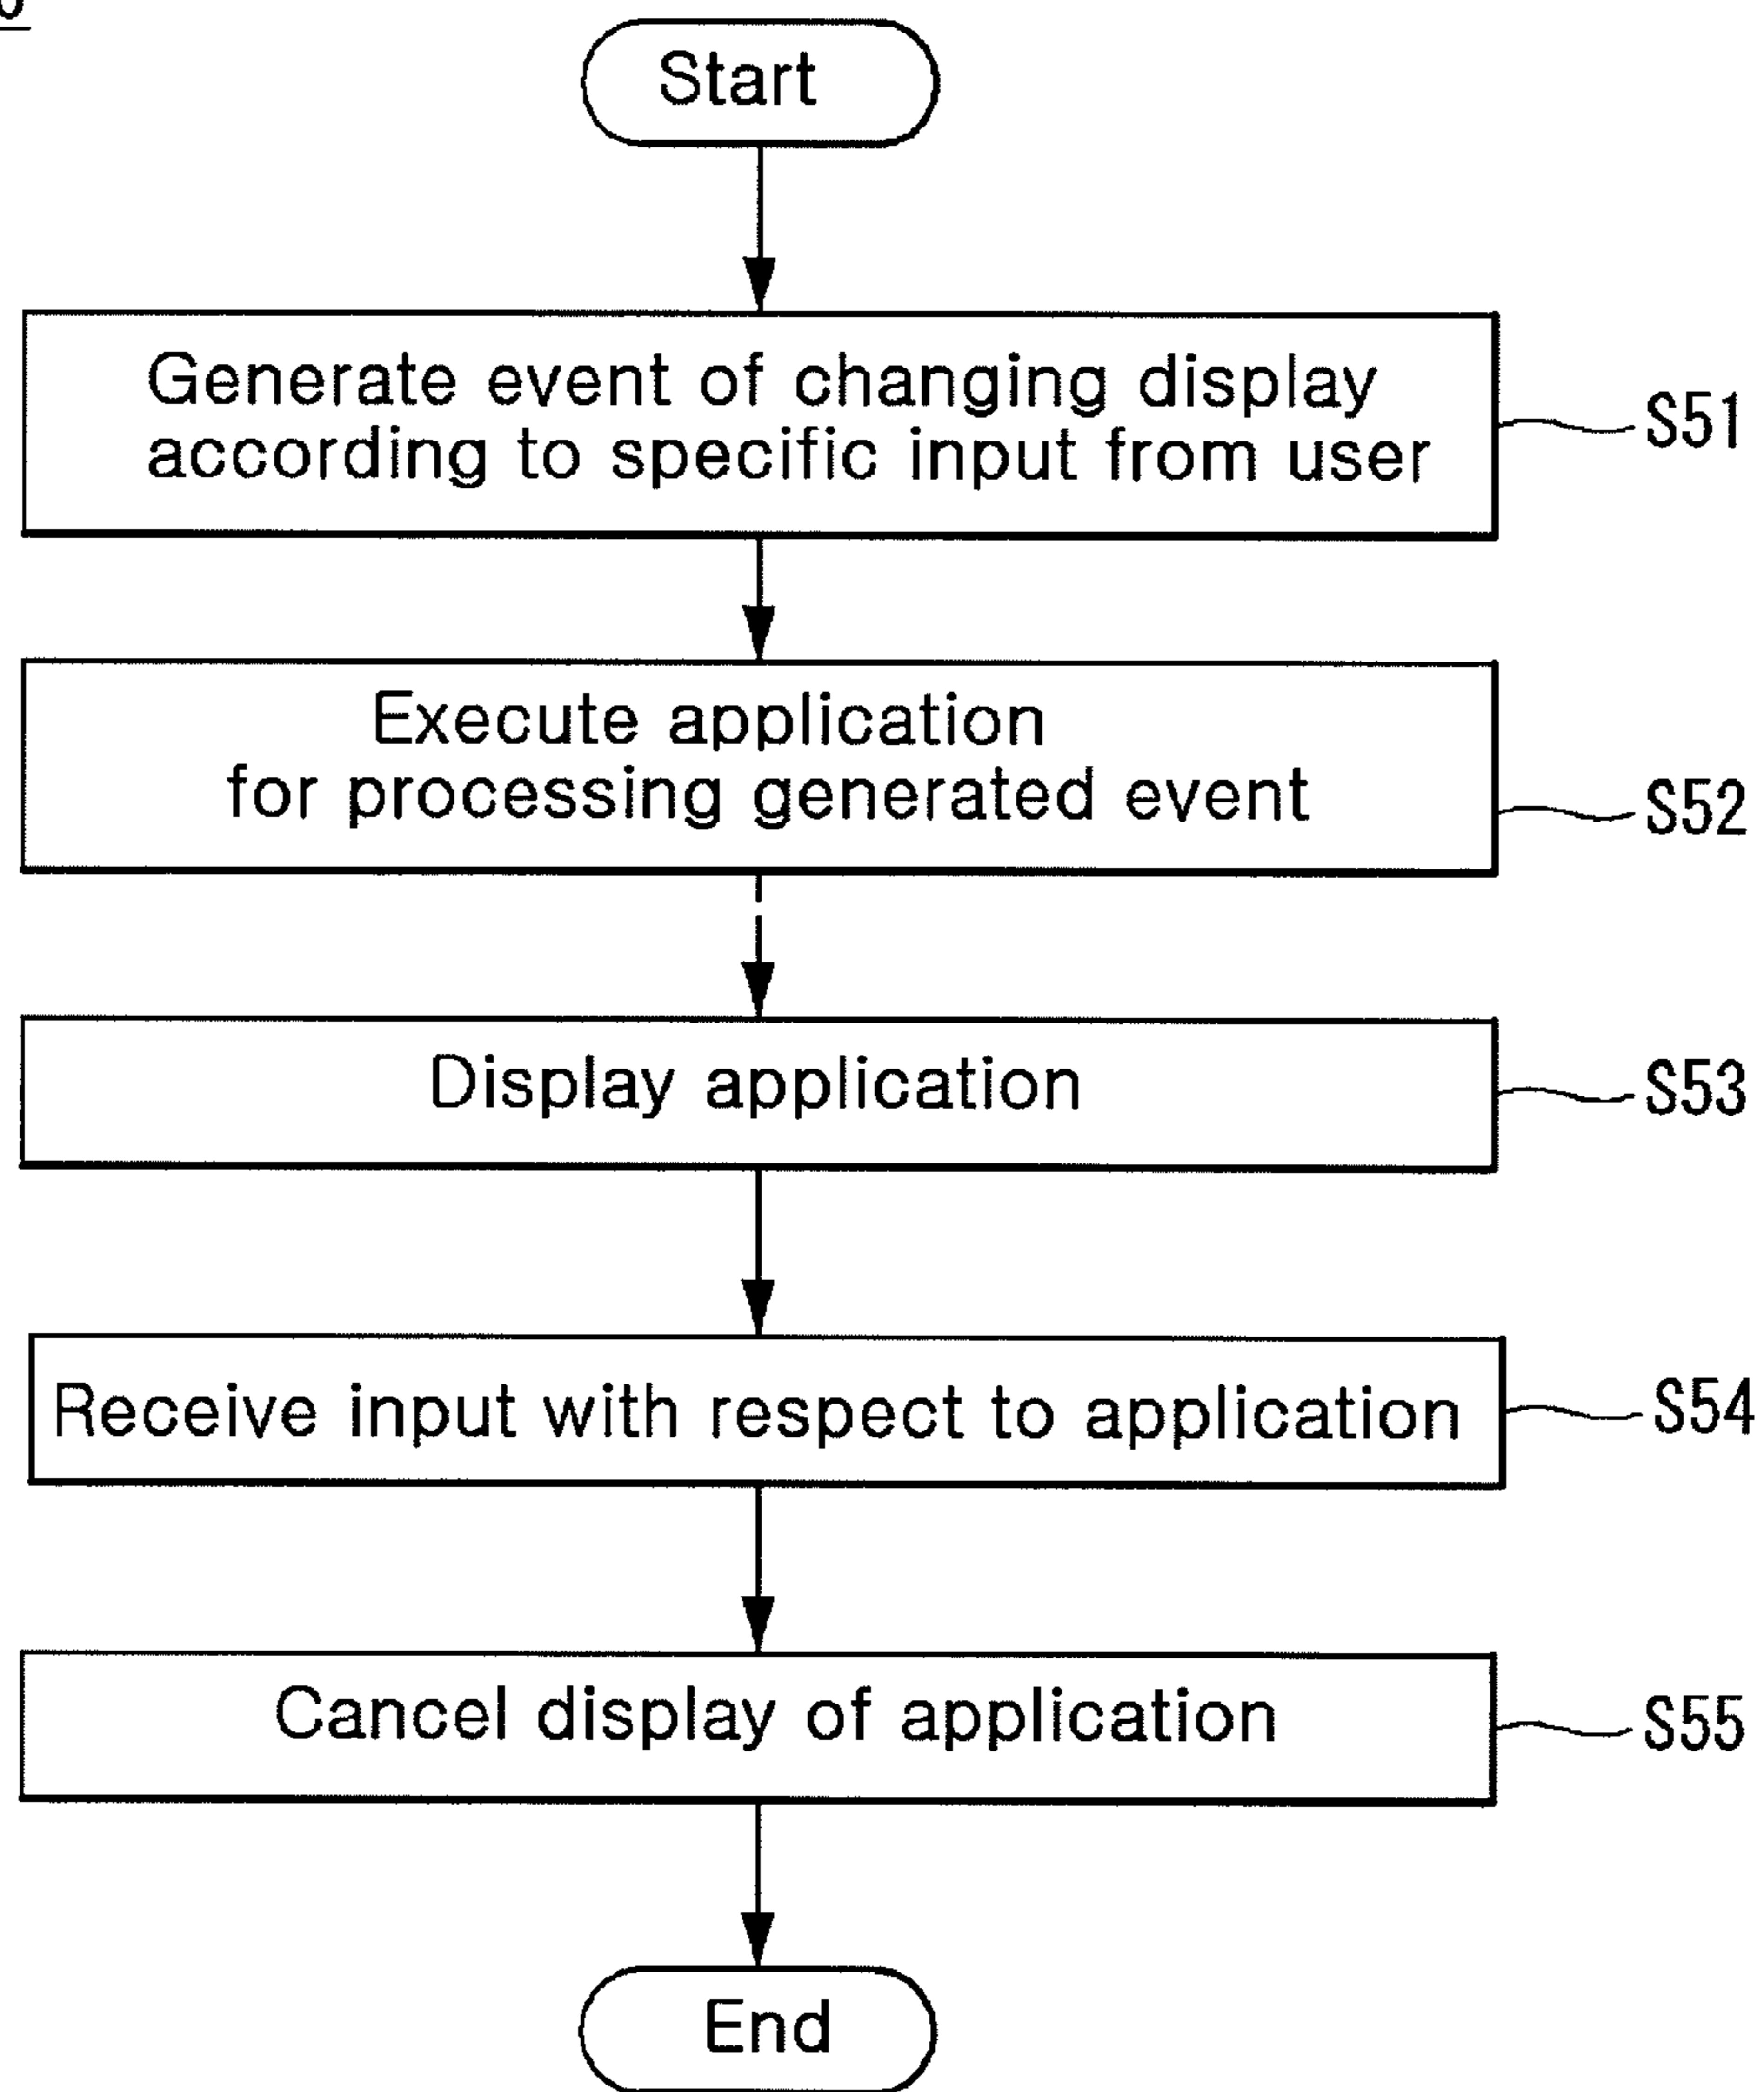 Start
Generate event of changing display
according to specific input from user
S51
Execute application
for processing generated event
S52
Display application
S53
Receive input with respect to application
S54
Cancel display of application
S55
End